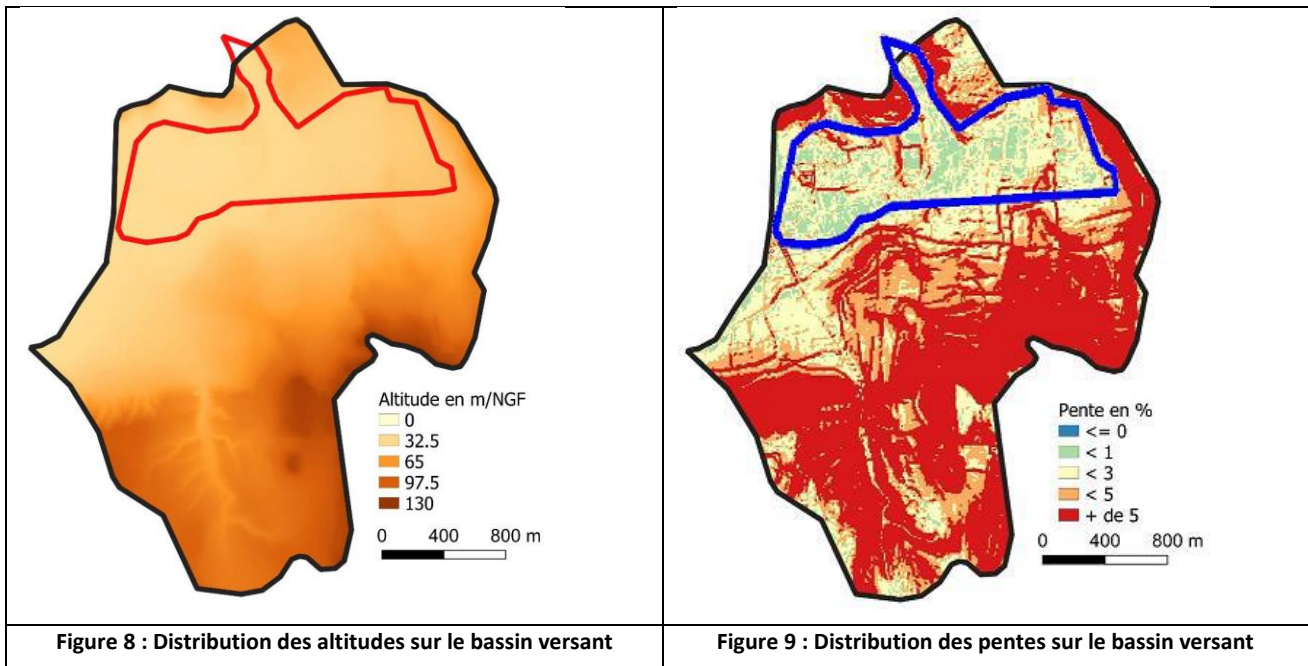 Altitude en m/NGF
0
32.5
65
97.5
130
0 400 800 m
Figure 8 : Distribution des altitudes sur le bassin versant
Pente en %
<= 0
< 1
< 3
< 5
+ de 5
0 400 800 m
Figure 9 : Distribution des pentes sur le bassin versant